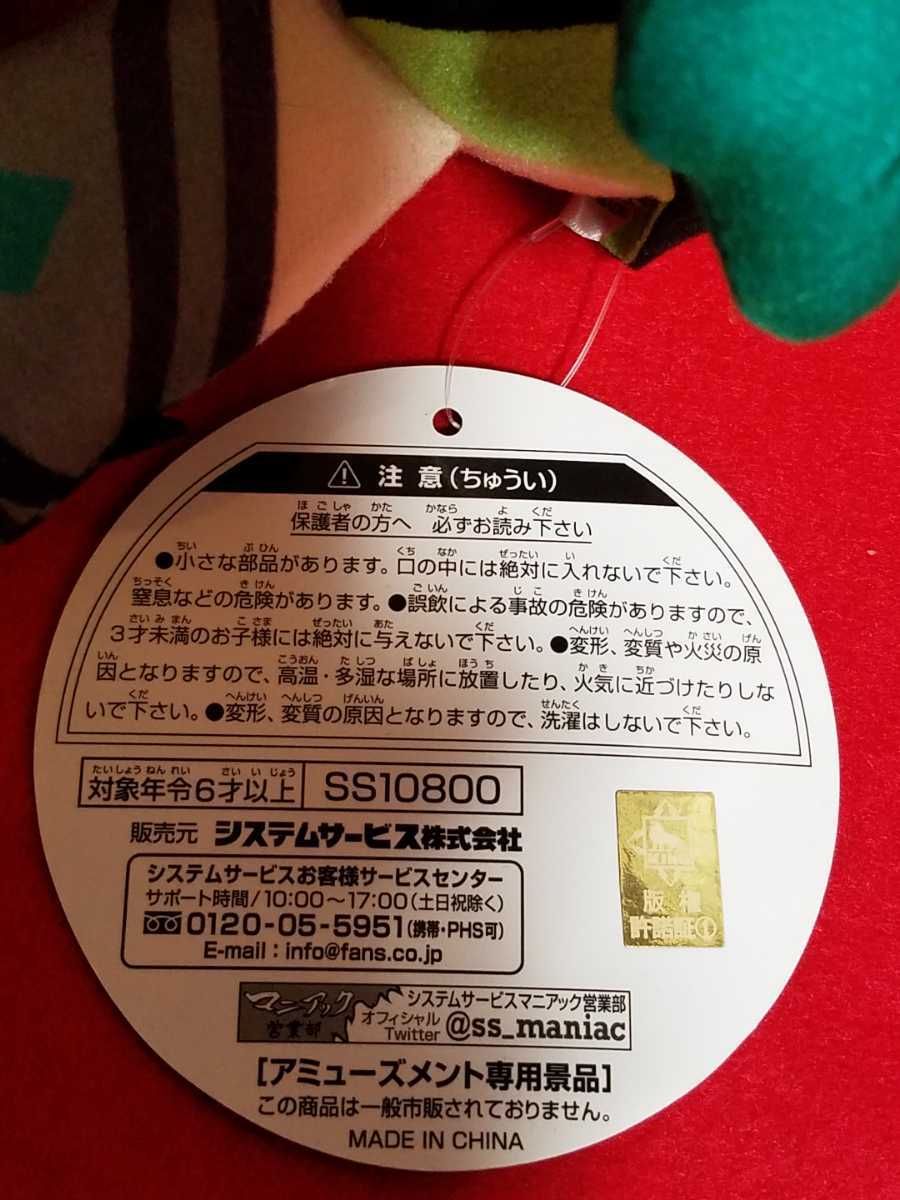 注意(ちゅうい)
保護者の方へ 必ずお読み下さい
●小さな部品があります。口の中には絶対に入れないで下さい。
窒息などの危険があります。●誤飲による事故の危険がありますので、
3才未満のお子様には絶対に与えないで下さい。●変形、変質や火災の原
因となりますので、高温・多湿な場所に放置したり、火気に近づけたりしな
いで下さい。●変形、変質の原因となりますので、洗濯はしないで下さい。
対象年令6才以上 SS10800
販売元 システムサービス株式会社
システムサービスお客様サービスセンター
サポート時間/10:00〜17:00(土日祝除く)
0120-05-5951(携帯・PHS可)
E-mail : info@fans.co.jp
版権
許諾証①
マニアック
営業部
システムサービスマニアック営業部
オフィシャル
Twitter @ss_maniac
[アミューズメント専用景品]
この商品は一般市販されておりません。
MADE IN CHINA